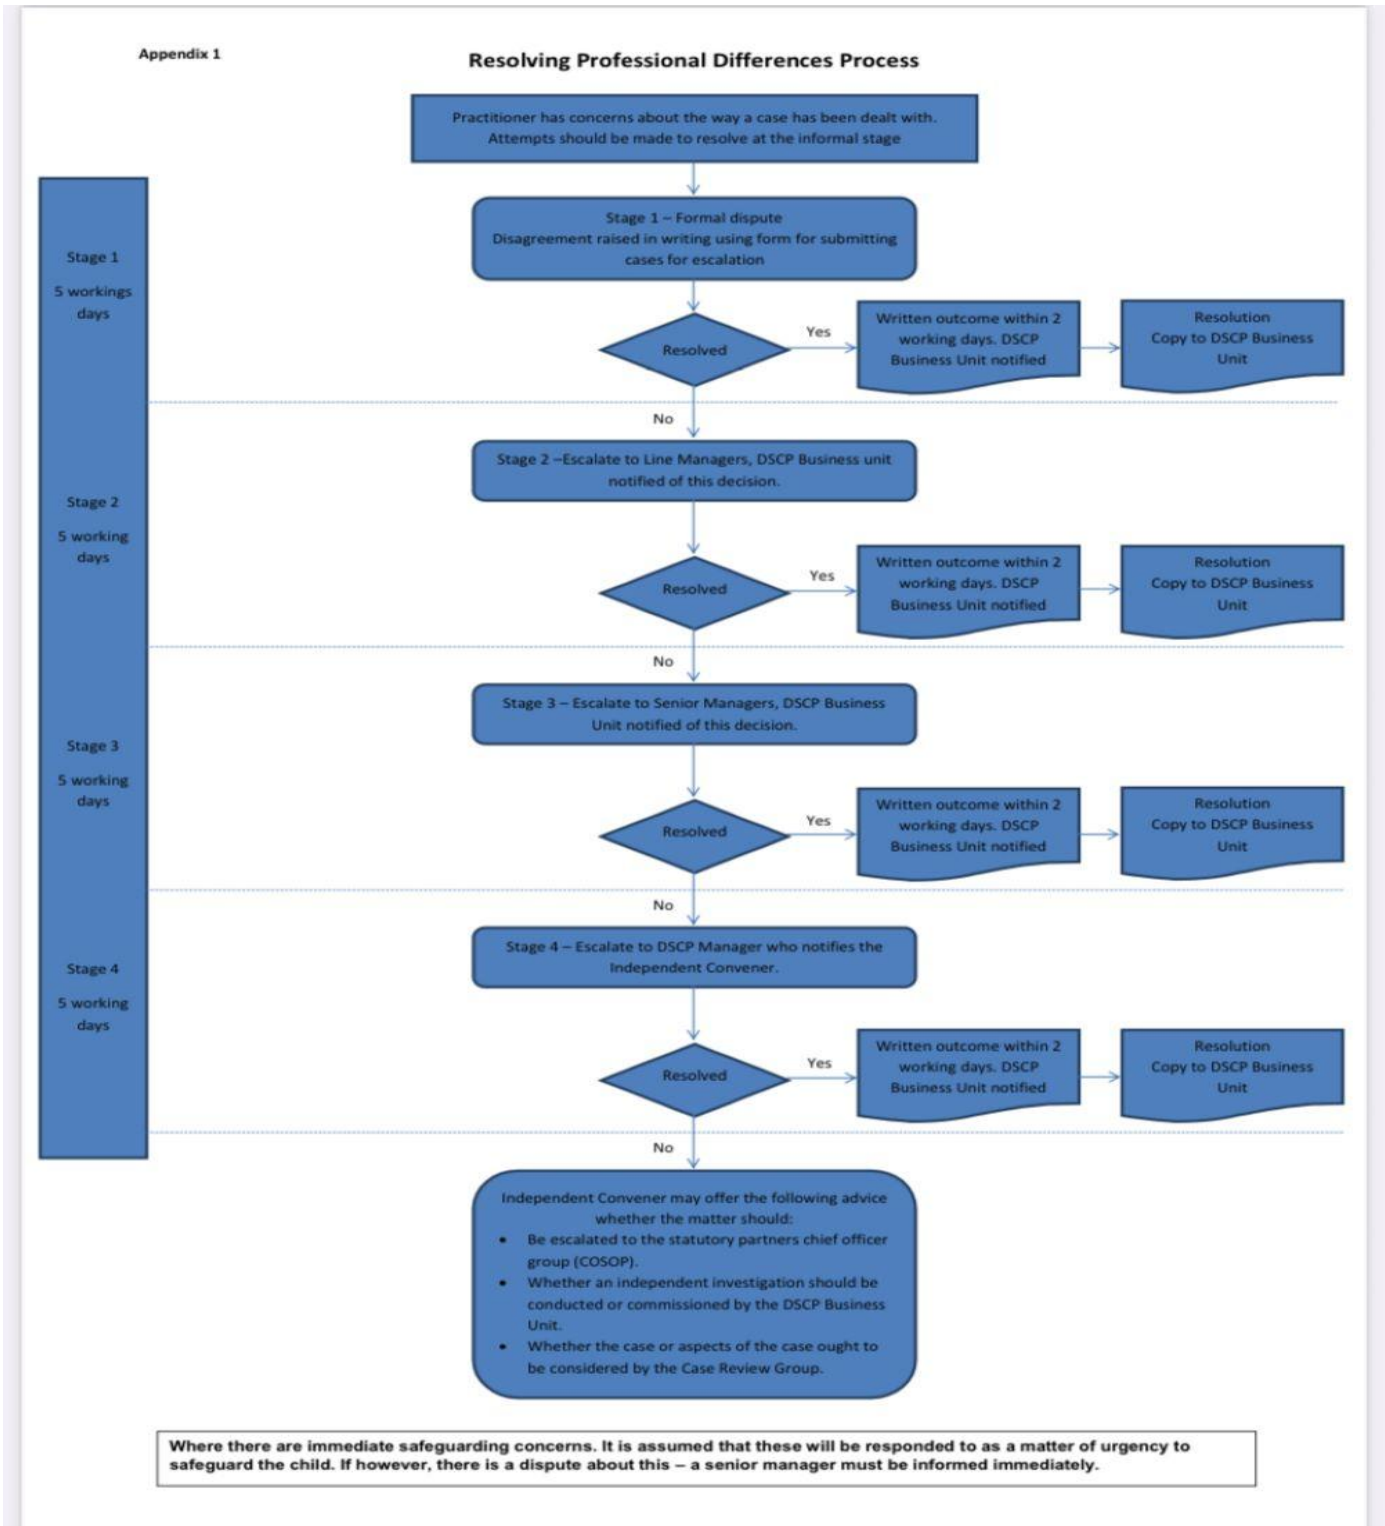 Appendix 1
Resolving Professional Differences Process
Practitioner has concerns about the way a case has been dealt with.
Attempts should be made to resolve at the informal stage
Stage 1
5 workings
days
Stage 1 – Formal dispute
Disagreement raised in writing using form for submitting
cases for escalation
Resolved
Yes
Written outcome within 2
working days. DSCP
Business Unit notified
Resolution
Copy to DSCP Business
Unit
No
Stage 2
5 working
days
Stage 2 –Escalate to Line Managers, DSCP Business unit
notified of this decision.
Resolved
Yes
Written outcome within 2
working days. DSCP
Business Unit notified
Resolution
Copy to DSCP Business
Unit
No
Stage 3
5 working
days
Stage 3 – Escalate to Senior Managers, DSCP Business
Unit notified of this decision.
Resolved
Yes
Written outcome within 2
working days. DSCP
Business Unit notified
Resolution
Copy to DSCP Business
Unit
No
Stage 4
5 working
days
Stage 4 – Escalate to DSCP Manager who notifies the
Independent Convener.
Resolved
Yes
Written outcome within 2
working days. DSCP
Business Unit notified
Resolution
Copy to DSCP Business
Unit
No
Independent Convener may offer the following advice
whether the matter should:
• Be escalated to the statutory partners chief officer
group (COSOP).
• Whether an independent investigation should be
conducted or commissioned by the DSCP Business
Unit.
• Whether the case or aspects of the case ought to
be considered by the Case Review Group.
Where there are immediate safeguarding concerns. It is assumed that these will be responded to as a matter of urgency to
safeguard the child. If however, there is a dispute about this – a senior manager must be informed immediately.